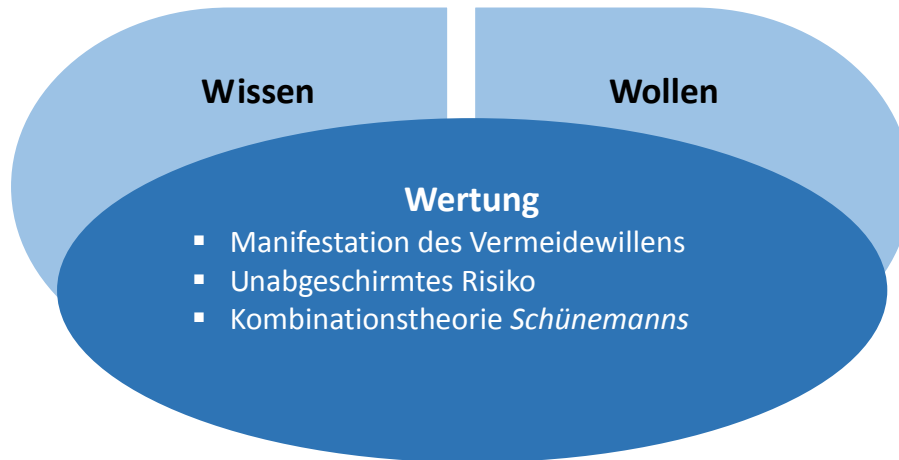 Wissen
Wollen
Wertung
▪ Manifestation des Vermeidewillens
▪ Unabgeschirmtes Risiko
▪ Kombinationstheorie Schünemanns